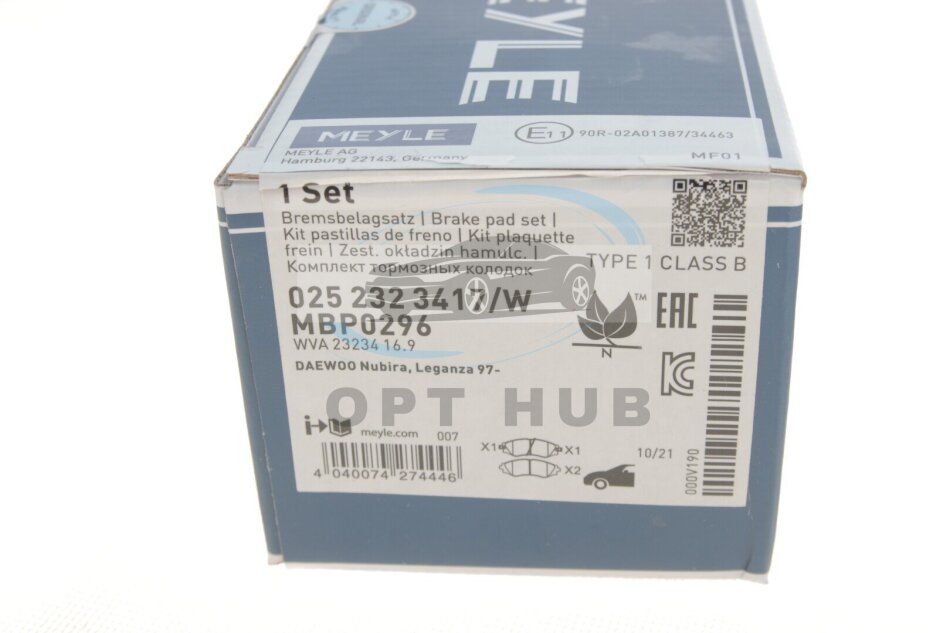 EYLE
MEYLE
E11 90R-02A01387/34463
MEYLE AG
Hamburg 22143, Germany
MF01
1 Set
Bremsbelagsatz | Brake pad set |
Kit pastillas de freno | Kit plaquette
frein | Zest. okładzin hamulc. |
Комплект тормозных колодок
TYPE 1 CLASS B
025 232 3417/W
MBP0296
WVA 23234 16.9
DAEWOO Nubira, Leganza 97-
TM
N
EAC
KC
OPT HUB
meyle.com 007
X1 X1
X2
10/21
000V190
4 040074 274446